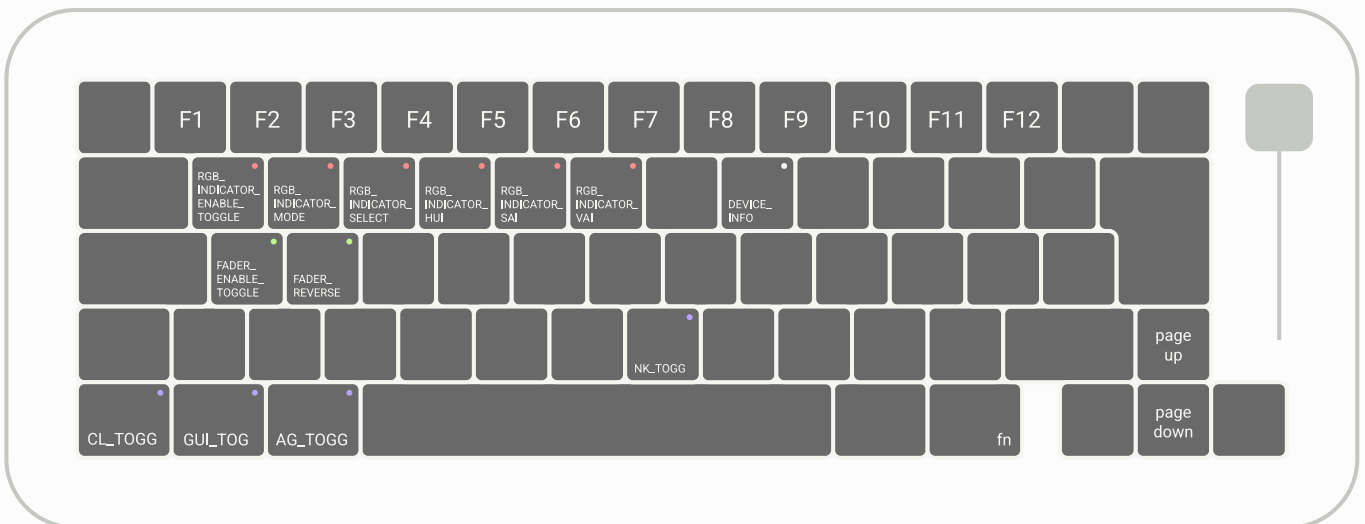 F1 F2 F3 F4 F5 F6 F7 F8 F9 F10 F11 F12
RGB_
INDICATOR_
ENABLE_
TOGGLE
RGB_
INDICATOR_
MODE
RGB_
INDICATOR_
SELECT
RGB_
INDICATOR_
HUI
RGB_
INDICATOR_
SAI
RGB_
INDICATOR_
VAI
DEVICE_
INFO
FADER_
ENABLE_
TOGGLE
FADER_
REVERSE
NK_TOGG
page
up
CL_TOGG
GUI_TOG
AG_TOGG
fn
page
down